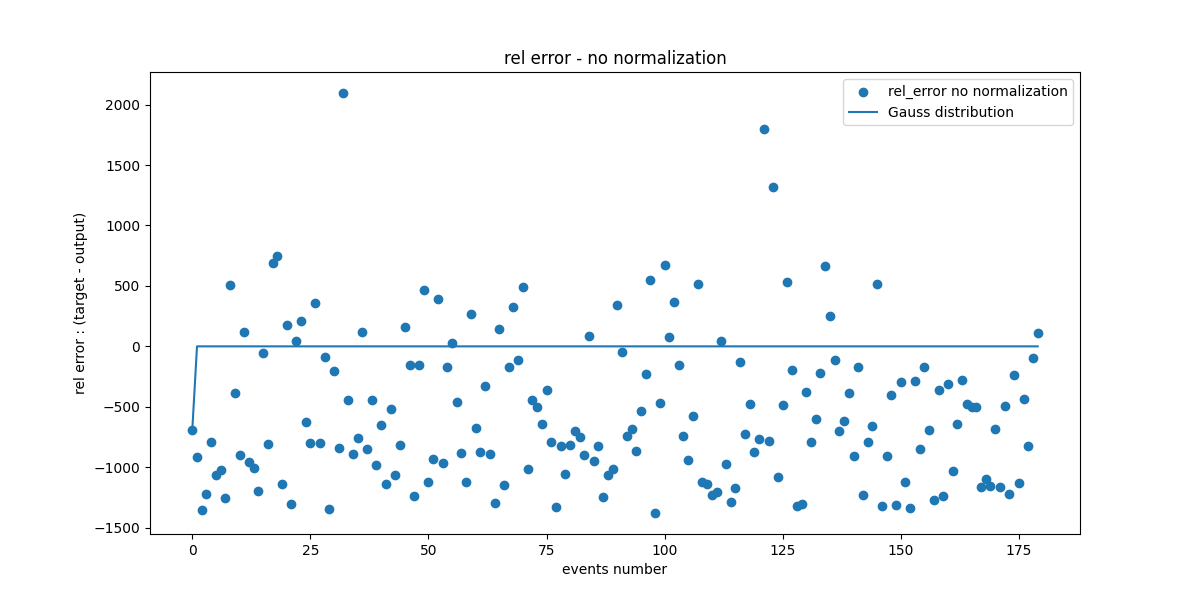 rel error - no normalization
rel_error no normalization
Gauss distribution
2000
1500
1000
500
0
−500
−1000
−1500
rel error : (target - output)
0 25 50 75 100 125 150 175
events number